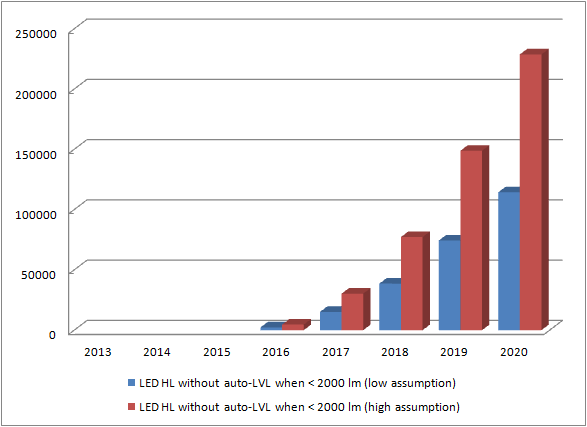 250000
200000
150000
100000
50000
0
2013 2014 2015 2016 2017 2018 2019 2020
LED HL without auto-LVL when < 2000 lm (low assumption)
LED HL without auto-LVL when < 2000 lm (high assumption)